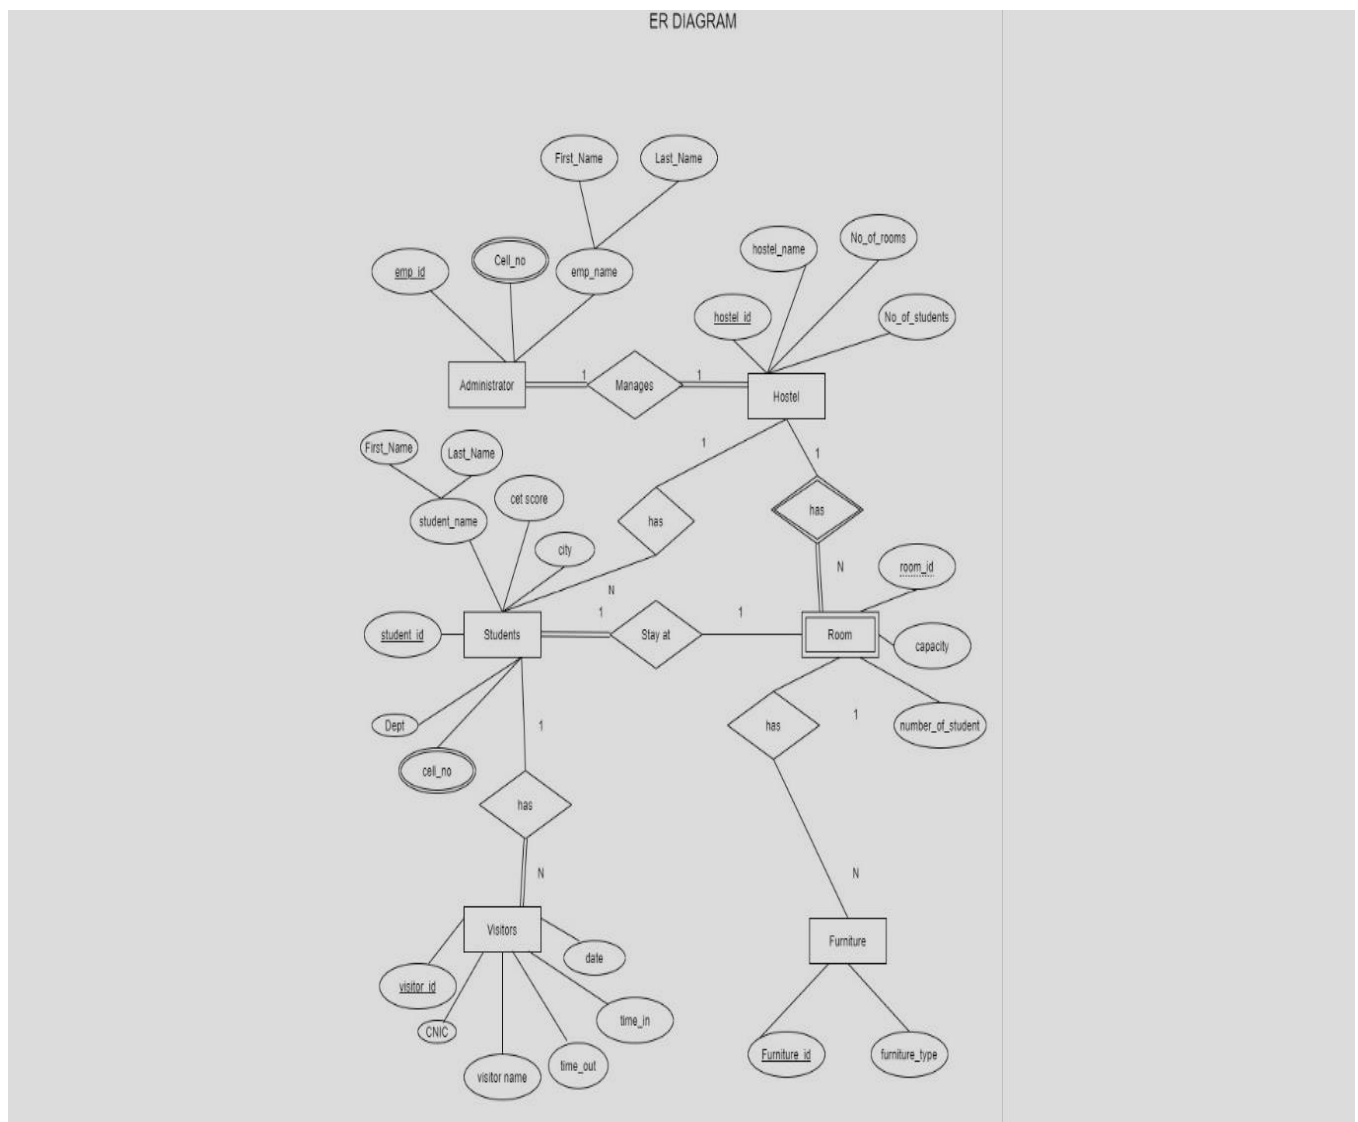 ER DIAGRAM
First_Name
Last_Name
No_of_rooms
hostel_name
Cell_no
emp_id
emp_name
hostel_id
No_of_students
Administrator
1
Manages
1
Hostel
First_Name
Last_Name
1
1
cet score
student_name
has
has
city
room_id
N
N
1
1
student_id
Students
Stay at
Room
capacity
Dept
1
has
1
number_of_student
cell_no
has
N
N
Visitors
Furniture
date
visitor_id
CNIC
time_in
visitor name
time_out
Furniture_id
furniture_type